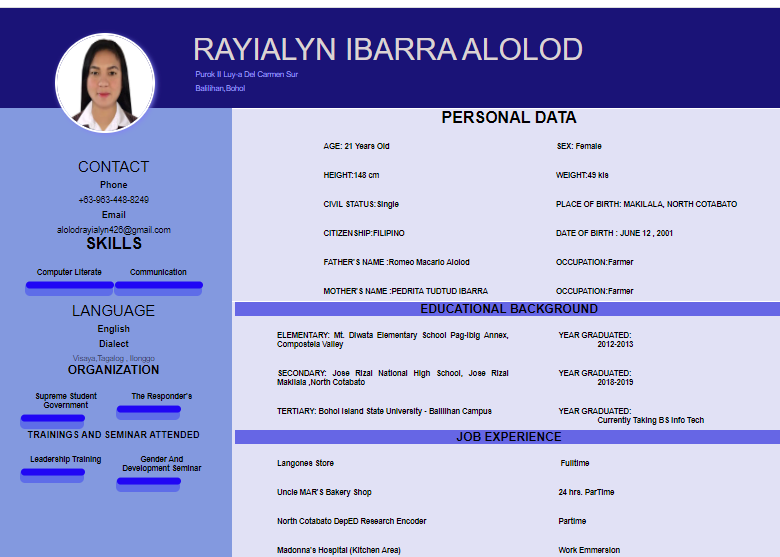 RAYIALYN IBARRA ALOLOD
Purok II Luy-a Del Carmen Sur
Balilihan,Bohol
CONTACT
Phone
+63-963-448-8249
Email
alolodrayialyn426@gmail.com
SKILLS
Computer Literate
Communication
LANGUAGE
English
Dialect
Visaya,Tagalog , Ilonggo
ORGANIZATION
Supreme Student
Government
The Responder's
TRAININGS AND SEMINAR ATTENDED
Leadership Training
Gender And
Development Seminar
PERSONAL DATA
AGE: 21 Years Old
SEX: Female
HEIGHT:148 cm
WEIGHT:49 kls
CIVIL STATUS:Single
PLACE OF BIRTH: MAKILALA, NORTH COTABATO
CITIZENSHIP:FILIPINO
DATE OF BIRTH : JUNE 12 , 2001
FATHER'S NAME :Romeo Macario Alolod
OCCUPATION:Farmer
MOTHER'S NAME :PEDRITA TUDTUD IBARRA
OCCUPATION:Farmer
EDUCATIONAL BACKGROUND
ELEMENTARY: Mt. Diwata Elementary School Pag-ibig Annex,
Compostela Valley
YEAR GRADUATED:
2012-2013
SECONDARY: Jose Rizal National High School, Jose Rizal
Makilala ,North Cotabato
YEAR GRADUATED:
2018-2019
TERTIARY: Bohol Island State University - Balilihan Campus
YEAR GRADUATED:
Currently Taking BS Info Tech
JOB EXPERIENCE
Langones Store
Fulltime
Uncle MAR'S Bakery Shop
24 hrs. ParTime
North Cotabato DepED Research Encoder
Partime
Madonna's Hospital (Kitchen Area)
Work Emmersion